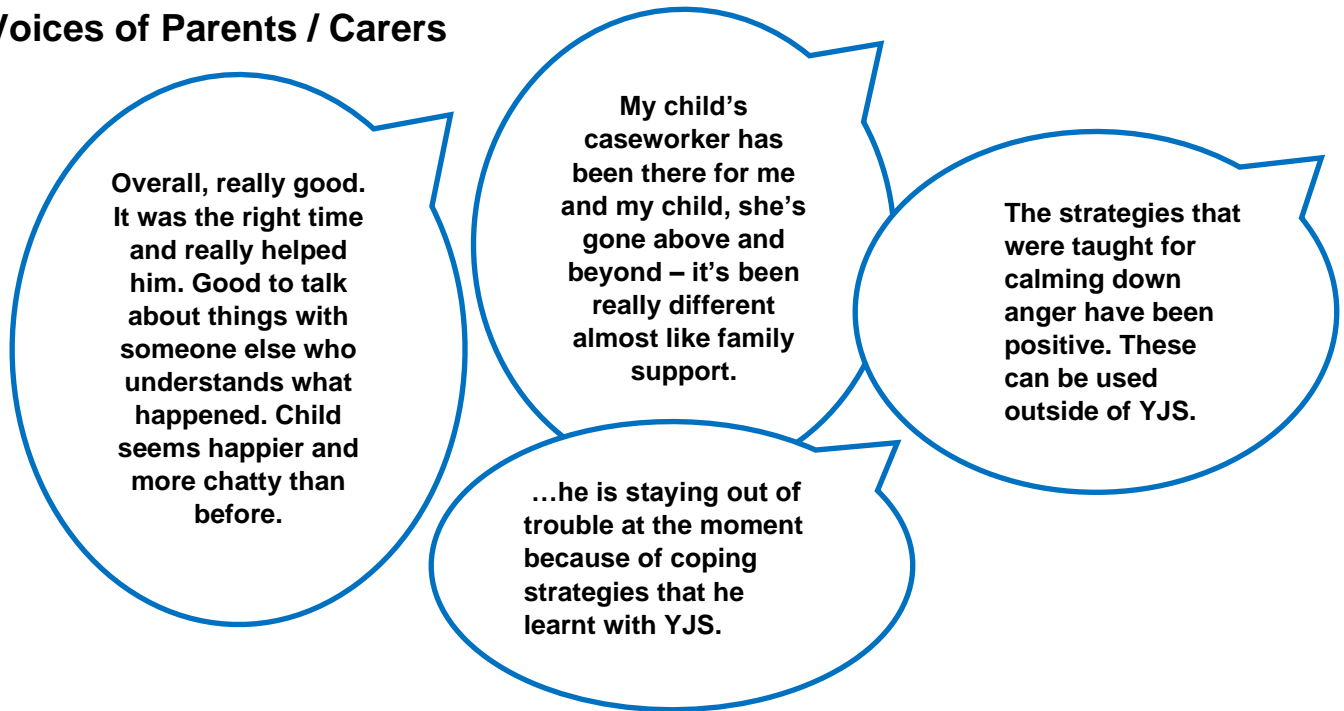 Voices of Parents / Carers
Overall, really good.
It was the right time
and really helped
him. Good to talk
about things with
someone else who
understands what
happened. Child
seems happier and
more chatty than
before.
My child’s
caseworker has
been there for me
and my child, she’s
gone above and
beyond – it’s been
really different
almost like family
support.
The strategies that
were taught for
calming down
anger have been
positive. These
can be used
outside of YJS.
…he is staying out of
trouble at the moment
because of coping
strategies that he
learnt with YJS.